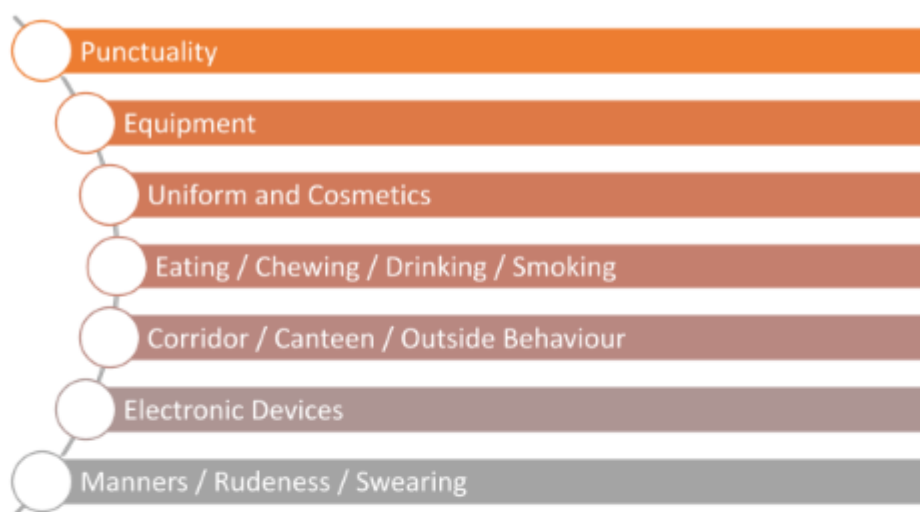 Punctuality
Equipment
Uniform and Cosmetics
Eating / Chewing / Drinking / Smoking
Corridor / Canteen / Outside Behaviour
Electronic Devices
Manners / Rudeness / Swearing